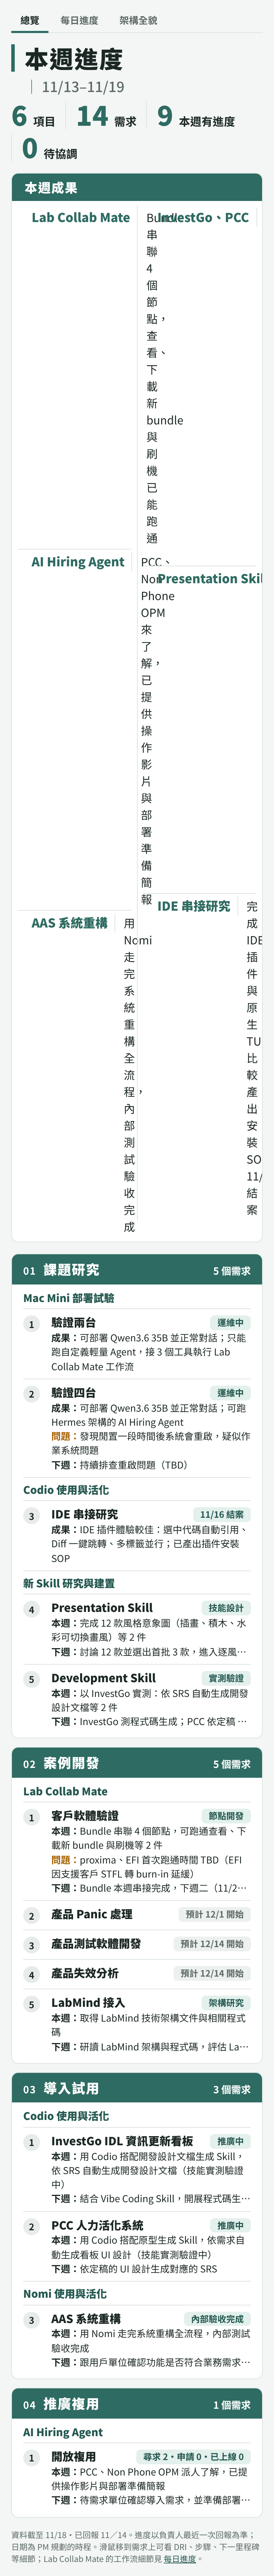 總覽 每日進度 架構全貌
本週進度
11/13–11/19
6 項目 14 需求 9 本週有進度
0 待協調
本週成果
Lab Collab Mate
串聯 4 個節點，查看、下載新 bundle 與刷機已能跑通
InvestGo、PCC
AI Hiring Agent
PCC、Non Phone OPM 來了解，已提供操作影片與部署準備簡報
Presentation Skil
AAS 系統重構
用 Nomi 走完系統重構全流程，內部測試驗收完成
IDE 串接研究
完成 IDE 插件與原生 TU 比較產出安裝 SO 11/ 結案
01 課題研究 5 個需求
Mac Mini 部署試驗
1 驗證兩台 運維中
成果：可部署 Qwen3.6 35B 並正常對話；只能
跑自定義輕量 Agent，接 3 個工具執行 Lab
Collab Mate 工作流
2 驗證四台 運維中
成果：可部署 Qwen3.6 35B 並正常對話；可跑
Hermes 架構的 AI Hiring Agent
問題：發現閒置一段時間後系統會重啟，疑似作
業系統問題
下週：持續排查重啟問題（TBD）
Codio 使用與活化
3 IDE 串接研究 11/16 結案
成果：IDE 插件體驗較佳：選中代碼自動引用、
Diff 一鍵跳轉、多標籤並行；已產出插件安裝
SOP
新 Skill 研究與建置
4 Presentation Skill 技能設計
本週：完成 12 款風格意象圖（插畫、積木、水
彩可切換畫風）等 2 件
下週：討論 12 款並選出首批 3 款，進入逐風…
5 Development Skill 實測驗證
本週：以 InvestGo 實測：依 SRS 自動生成開發
設計文檔等 2 件
下週：InvestGo 測程式碼生成；PCC 依定稿 …
02 案例開發 5 個需求
Lab Collab Mate
1 客戶軟體驗證 節點開發
本週：Bundle 串聯 4 個節點，可跑通查看、下
載新 bundle 與刷機等 2 件
問題：proxima、EFI 首次跑通時間 TBD（EFI
因支援客戶 STFL 轉 burn-in 延緩）
下週：Bundle 本週串接完成，下週二（11/2…
2 產品 Panic 處理 預計 12/1 開始
3 產品測試軟體開發 預計 12/14 開始
4 產品失效分析 預計 12/14 開始
5 LabMind 接入 架構研究
本週：取得 LabMind 技術架構文件與相關程式
碼
下週：研讀 LabMind 架構與程式碼，評估 La…
03 導入試用 3 個需求
Codio 使用與活化
1 InvestGo IDL 資訊更新看板 推廣中
本週：用 Codio 搭配開發設計文檔生成 Skill，
依 SRS 自動生成開發設計文檔（技能實測驗證
中）
下週：結合 Vibe Coding Skill，開展程式碼生…
2 PCC 人力活化系統 推廣中
本週：用 Codio 搭配原型生成 Skill，依需求自
動生成看板 UI 設計（技能實測驗證中）
下週：依定稿的 UI 設計生成對應的 SRS
Nomi 使用與活化
3 AAS 系統重構 內部驗收完成
本週：用 Nomi 走完系統重構全流程，內部測試
驗收完成
下週：跟用戶單位確認功能是否符合業務需求…
04 推廣複用 1 個需求
AI Hiring Agent
1 開放複用 尋求 2・申請 0・已上線 0
本週：PCC、Non Phone OPM 派人了解，已提
供操作影片與部署準備簡報
下週：待需求單位確認導入需求，並準備部署…
資料截至 11/18・已回報 11／14。進度以負責人最近一次回報為準；
日期為 PM 規劃的時程。滑鼠移到需求上可看 DRI、步驟、下一里程碑
等細節；Lab Collab Mate 的工作流細節見 每日進度。